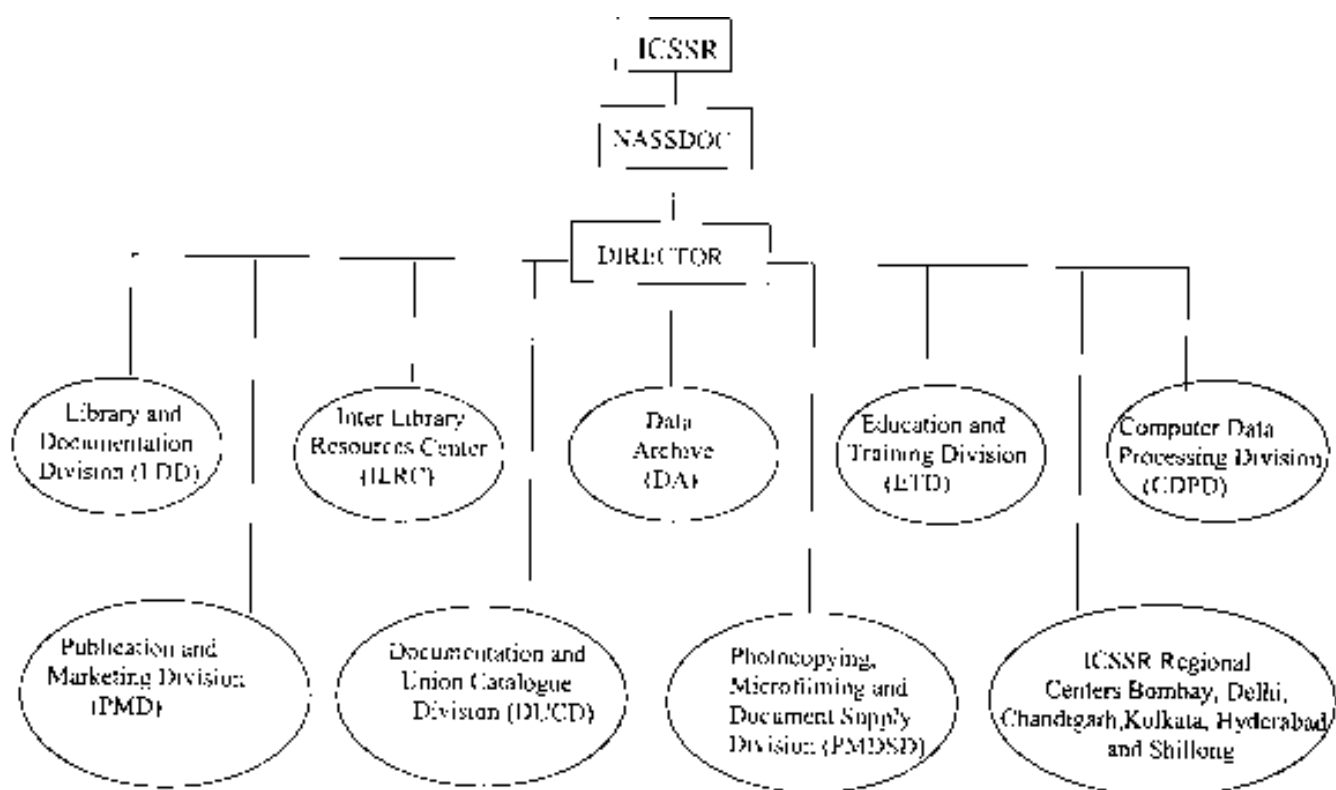 ICSSR
NASSDOC
DIRECTOR
Library and
Documentation
Division (LDD)
Inter Library
Resources Center
(ILRC)
Data
Archive
(DA)
Education and
Training Division
(ETD)
Computer Data
Processing Division
(CDPD)
Publication and
Marketing Division
(PMD)
Documentation and
Union Catalogue
Division (DUCD)
Photocopying,
Microfilming and
Document Supply
Division (PMDSD)
ICSSR Regional
Centers Bombay, Delhi,
Chandigarh,Kolkata, Hyderabad
and Shillong